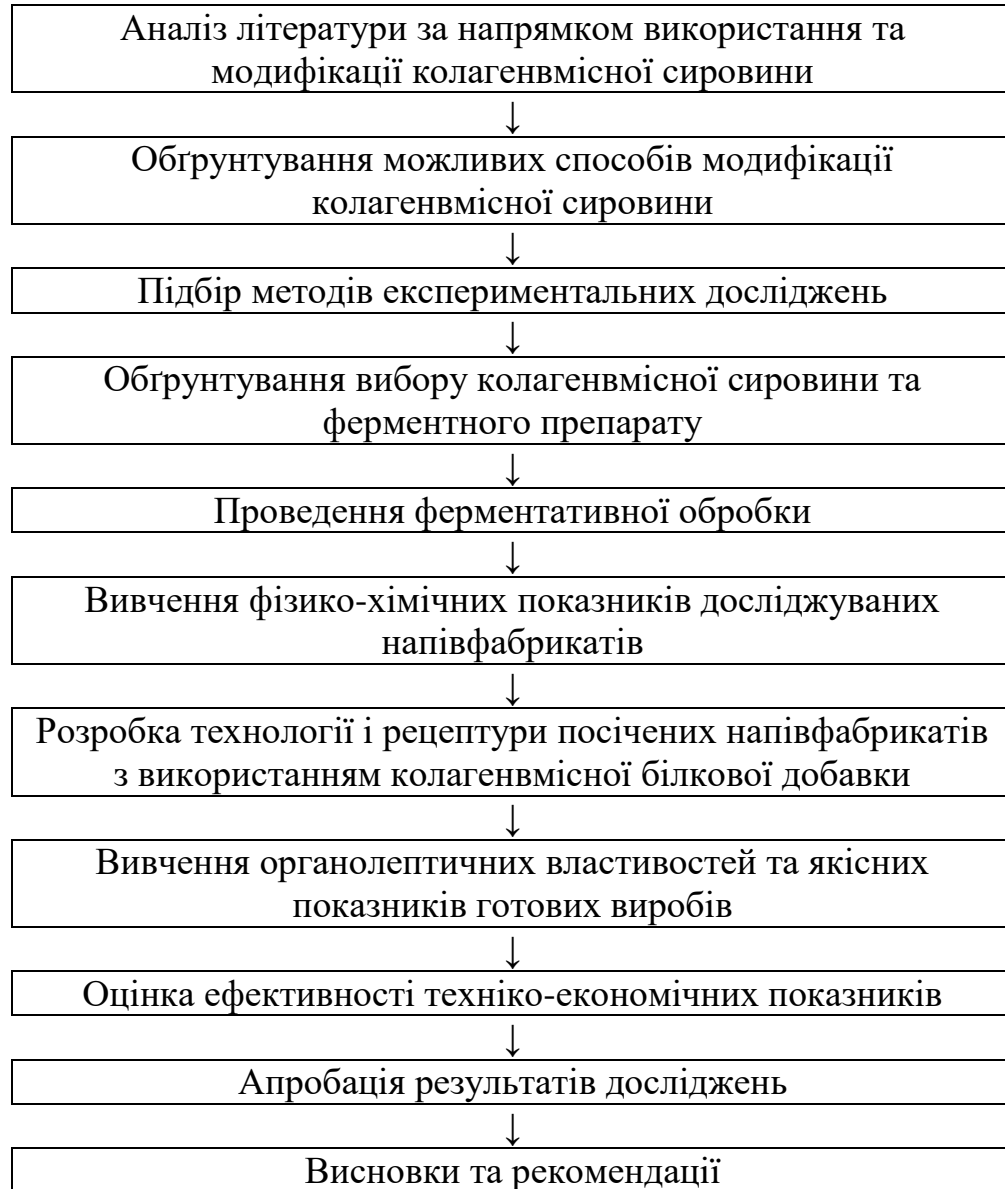 Аналіз літератури за напрямком використання та
модифікації колагенвмісної сировини
↓
Обґрунтування можливих способів модифікації
колагенвмісної сировини
↓
Підбір методів експериментальних досліджень
↓
Обґрунтування вибору колагенвмісної сировини та
ферментного препарату
↓
Проведення ферментативної обробки
↓
Вивчення фізико-хімічних показників досліджуваних
напівфабрикатів
↓
Розробка технології і рецептури посічених напівфабрикатів
з використанням колагенвмісної білкової добавки
↓
Вивчення органолептичних властивостей та якісних
показників готових виробів
↓
Оцінка ефективності техніко-економічних показників
↓
Апробація результатів досліджень
↓
Висновки та рекомендації